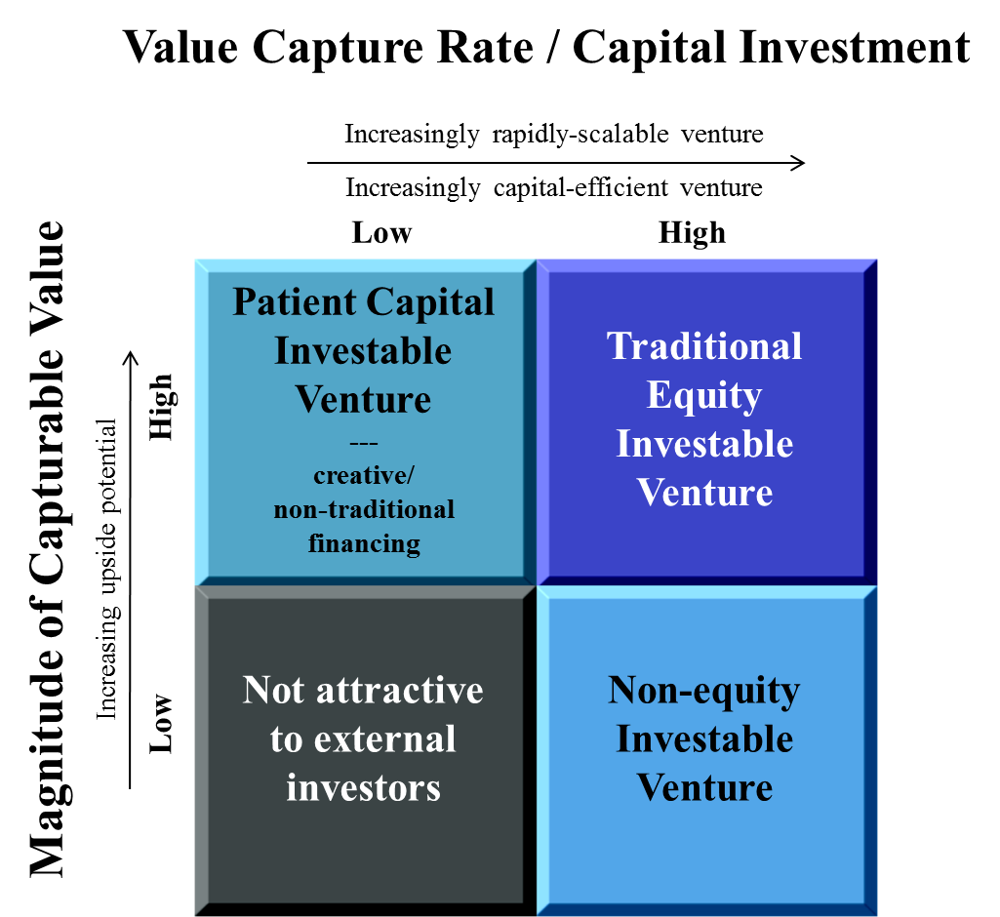 Value Capture Rate / Capital Investment
Increasingly rapidly-scalable venture
Increasingly capital-efficient venture
Low
High
Magnitude of Capturable Value
Increasing upside potential
High
Low
Patient Capital
Investable
Venture
---
creative/
non-traditional
financing
Traditional
Equity
Investable
Venture
Not attractive
to external
investors
Non-equity
Investable
Venture